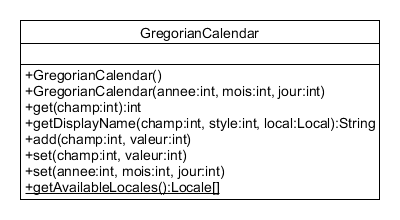 GregorianCalendar
+GregorianCalendar()
+GregorianCalendar(annee:int, mois:int, jour:int)
+get(champ:int):int
+getDisplayName(champ:int, style:int, local:Local):String
+add(champ:int, valeur:int)
+set(champ:int, valeur:int)
+set(annee:int, mois:int, jour:int)
+getAvailableLocales():Locale[]